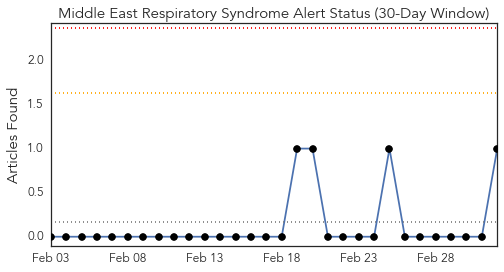 Middle East Respiratory Syndrome Alert Status (30-Day Window)
Articles Found
2.0
1.5
1.0
0.5
0.0
Feb 03
Feb 08
Feb 13
Feb 18
Feb 23
Feb 28